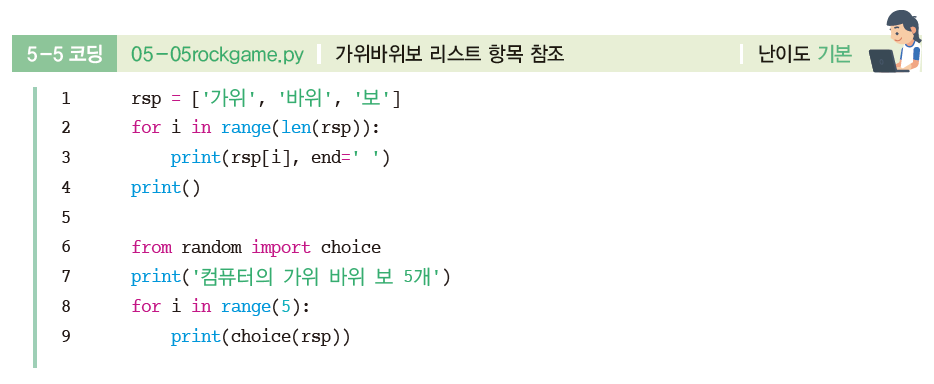 5-5 코딩 05-05rockgame.py 가위바위보 리스트 항목 참조 난이도 기본
1 rsp = ['가위', '바위', '보']
2 for i in range(len(rsp)):
3     print(rsp[i], end=' ')
4 print()
5
6 from random import choice
7 print('컴퓨터의 가위 바위 보 5개')
8 for i in range(5):
9     print(choice(rsp))